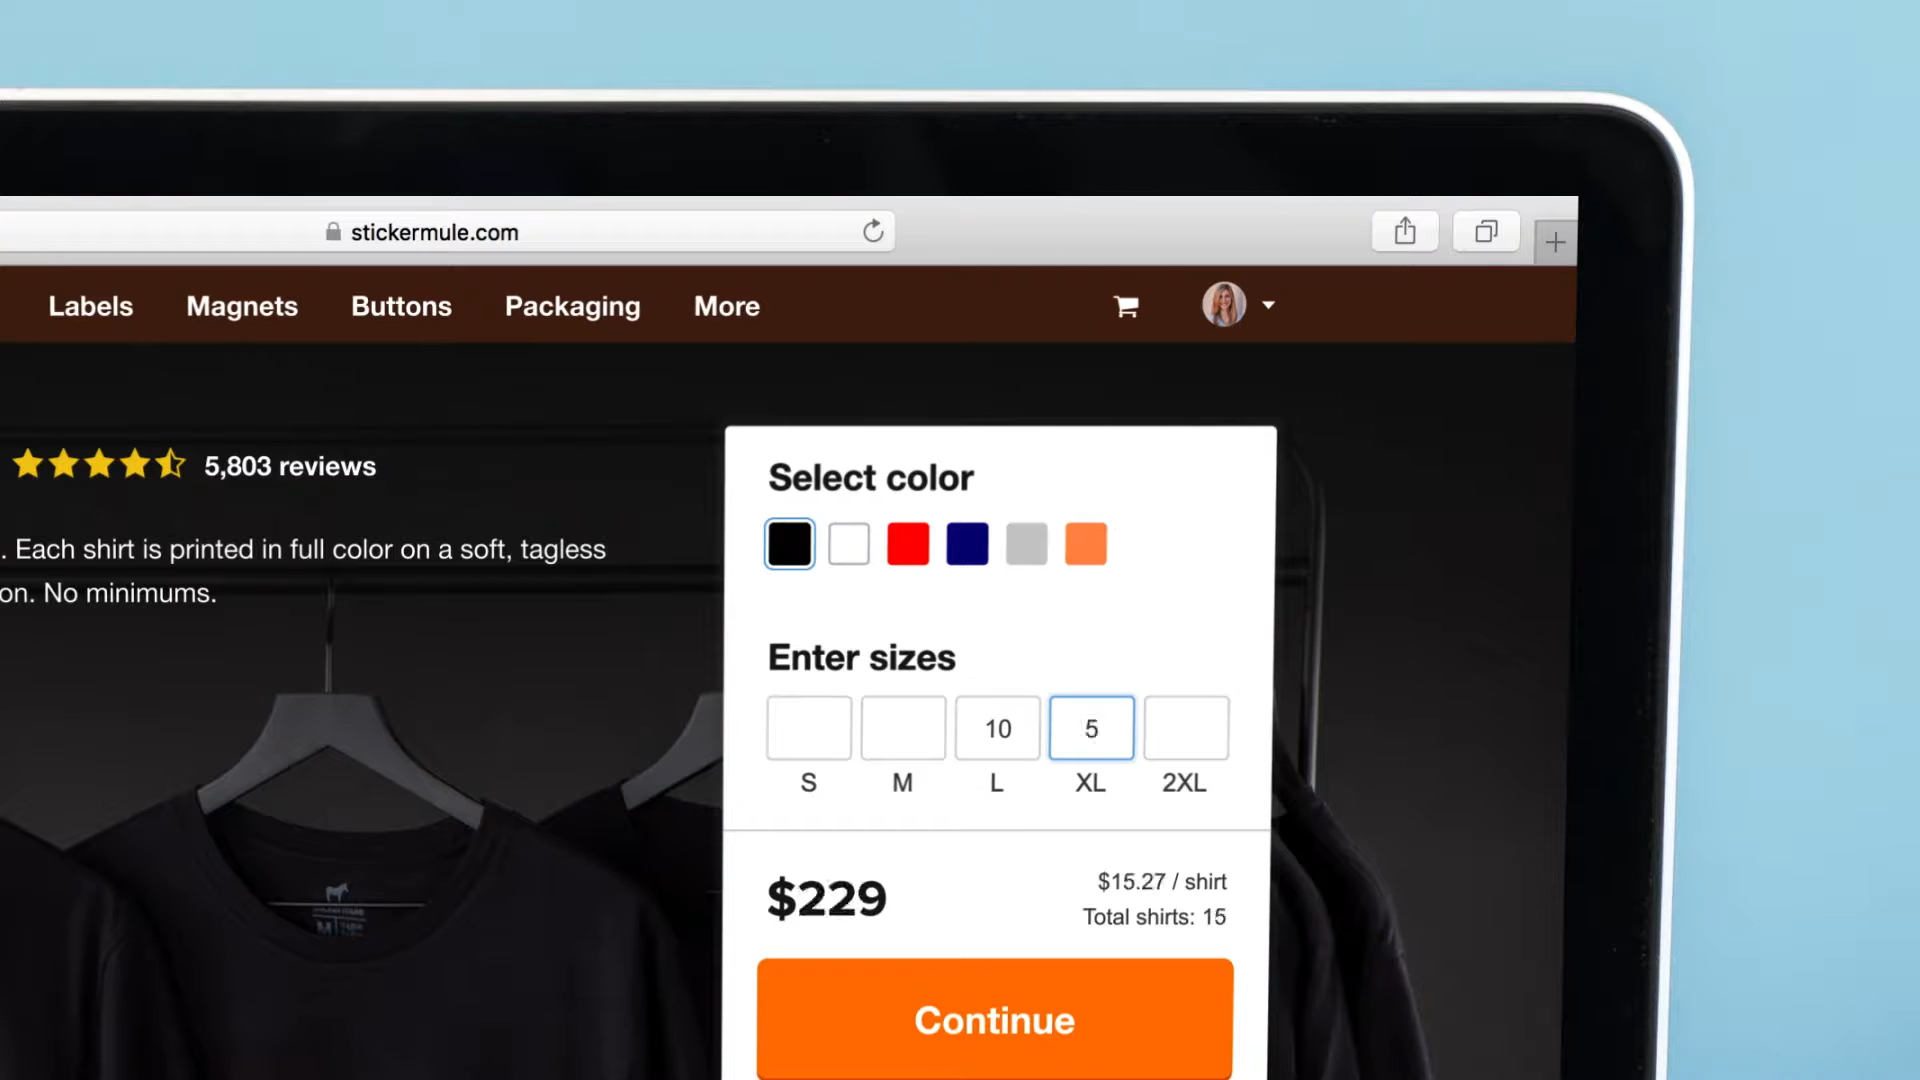 stickermule.com
Labels Magnets Buttons Packaging More
5,803 reviews
. Each shirt is printed in full color on a soft, tagless
on. No minimums.
Select color
Enter sizes
10 5
S M L XL 2XL
$229
$15.27 / shirt
Total shirts: 15
Continue
M